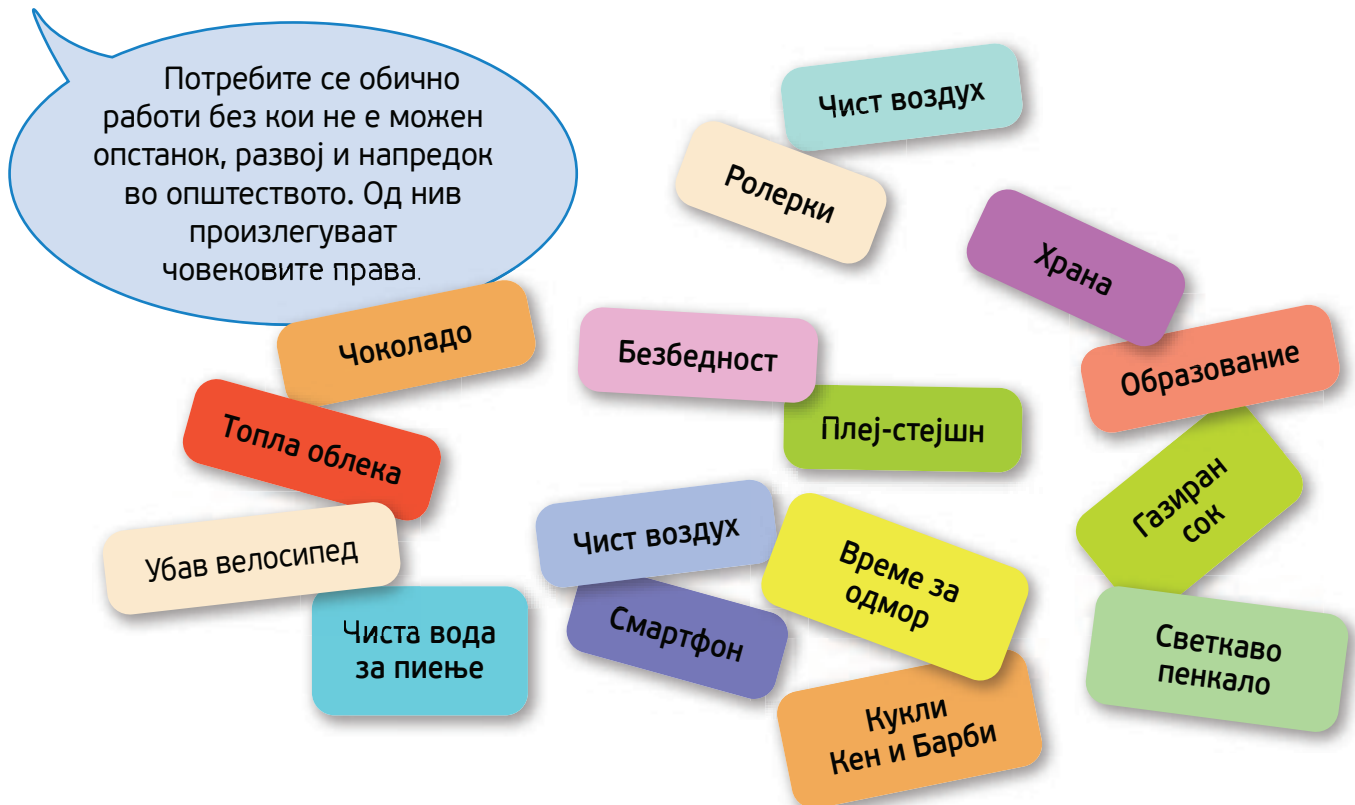 Потребите се обично
работи без кои не е можен
опстанок, развој и напредок
во општеството. Од нив
произлегуваат
човековите права.
Чист воздух
Ролерки
Храна
Чоколадо
Безбедност
Образование
Топла облека
Плеј-стејшн
Газиран
сок
Убав велосипед
Чист воздух
Време за
одмор
Чиста вода
за пиење
Смартфон
Светкаво
пенкало
Кукли
Кен и Барби